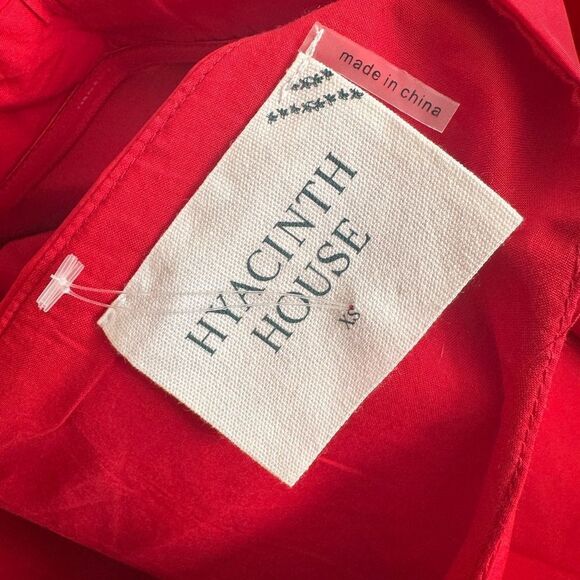 made in china
HYACINTH
HOUSE
XS